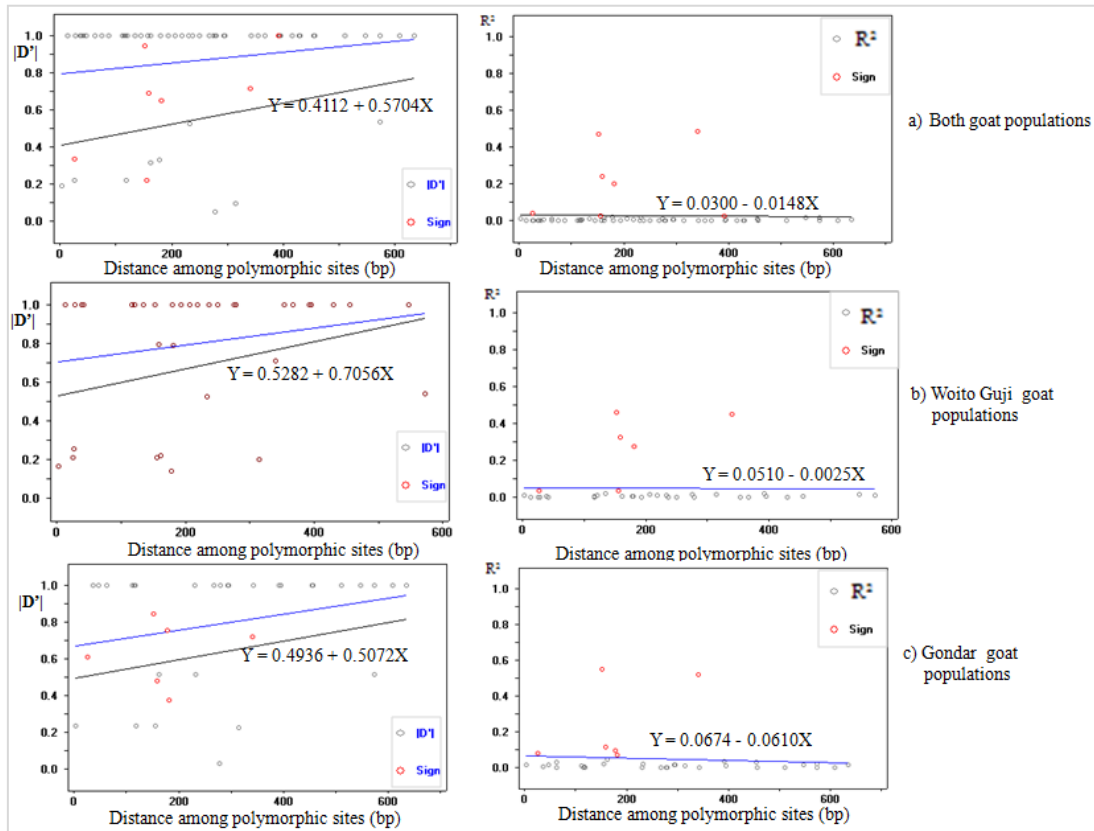 |D'|
1.0
0.8
0.6
0.4
0.2
0.0
Y = 0.4112 + 0.5704X
|D'|
Sign
0
200
400
600
Distance among polymorphic sites (bp)
R²
1.0
0.8
0.6
0.4
0.2
0.0
R²
Sign
Y = 0.0300 - 0.0148X
0
200
400
600
Distance among polymorphic sites (bp)
a) Both goat populations
|D'|
1.0
0.8
0.6
0.4
0.2
0.0
Y = 0.5282 + 0.7056X
|D'|
Sign
0
200
400
600
Distance among polymorphic sites (bp)
R²
1.0
0.8
0.6
0.4
0.2
0.0
R²
Sign
Y = 0.0510 - 0.0025X
0
200
400
600
Distance among polymorphic sites (bp)
b) Woito Guji goat
populations
|D'|
1.0
0.8
0.6
0.4
0.2
0.0
Y = 0.4936 + 0.5072X
|D'|
Sign
0
200
400
600
Distance among polymorphic sites (bp)
R²
1.0
0.8
0.6
0.4
0.2
0.0
R²
Sign
Y = 0.0674 - 0.0610X
0
200
400
600
Distance among polymorphic sites (bp)
c) Gondar goat
populations